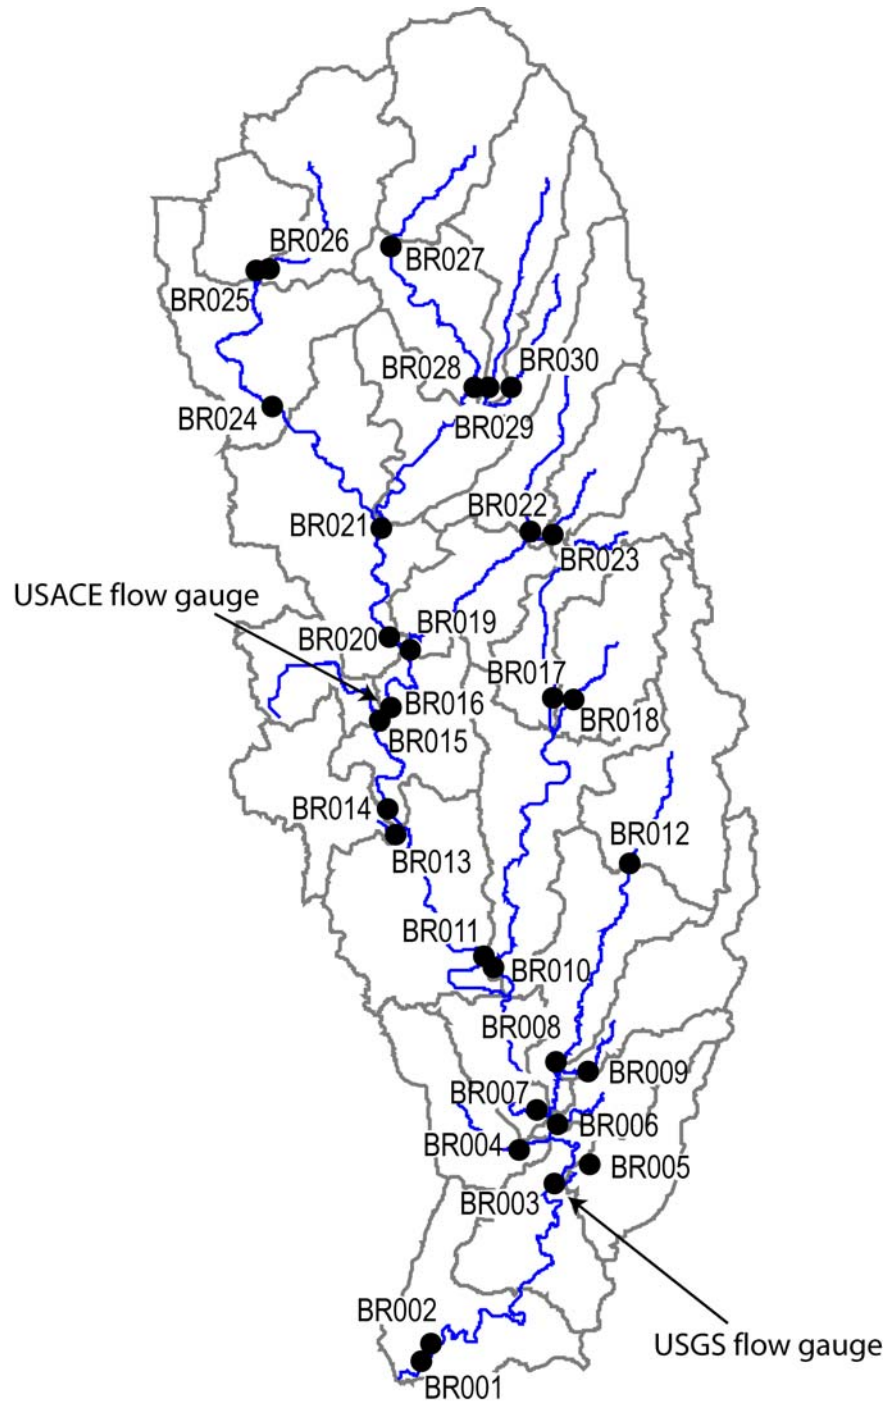 BR026
BR027
BR025
BR030
BR028
BR024
BR029
BR022
BR021
BR023
USACE flow gauge
BR019
BR020
BR017
BR016
BR018
BR015
BR014
BR012
BR013
BR011
BR010
BR008
BR009
BR007
BR006
BR004
BR005
BR003
BR002
USGS flow gauge
BR001